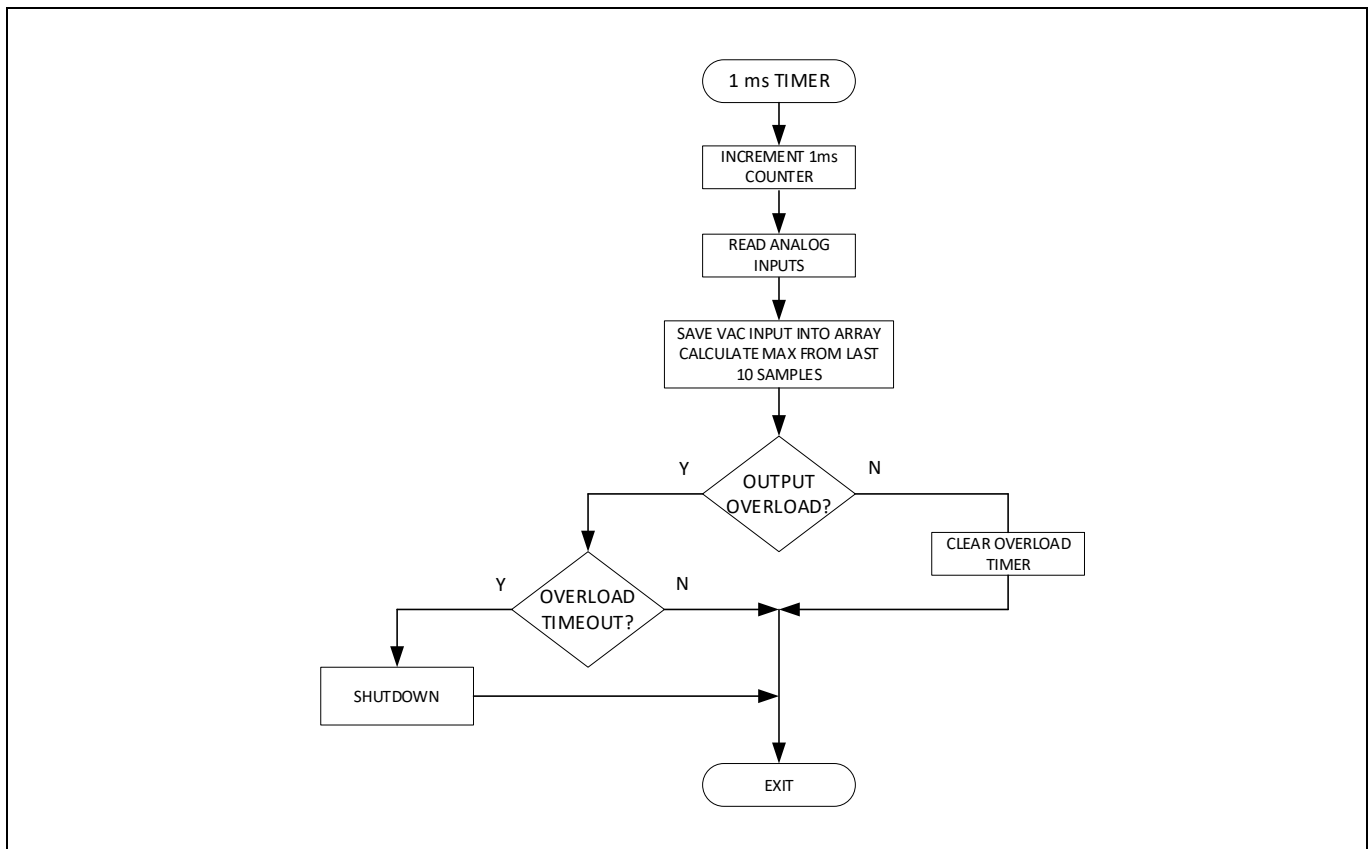 1 ms TIMER
INCREMENT 1ms
COUNTER
READ ANALOG
INPUTS
SAVE VAC INPUT INTO ARRAY
CALCULATE MAX FROM LAST
10 SAMPLES
Y
N
OUTPUT
OVERLOAD?
CLEAR OVERLOAD
TIMER
Y
N
OVERLOAD
TIMEOUT?
SHUTDOWN
EXIT